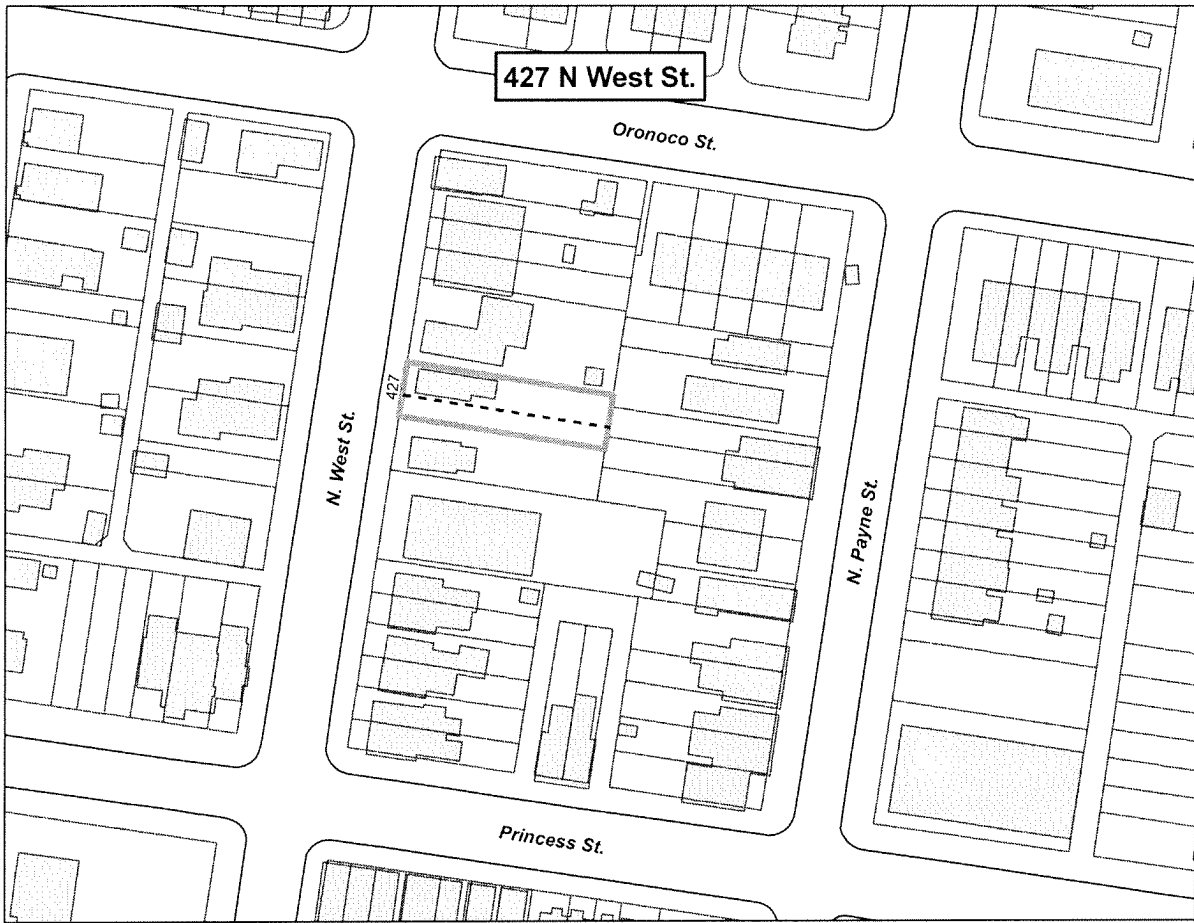 427 N West St.
Oronoco St.
427
N. West St.
N. Payne St.
Princess St.